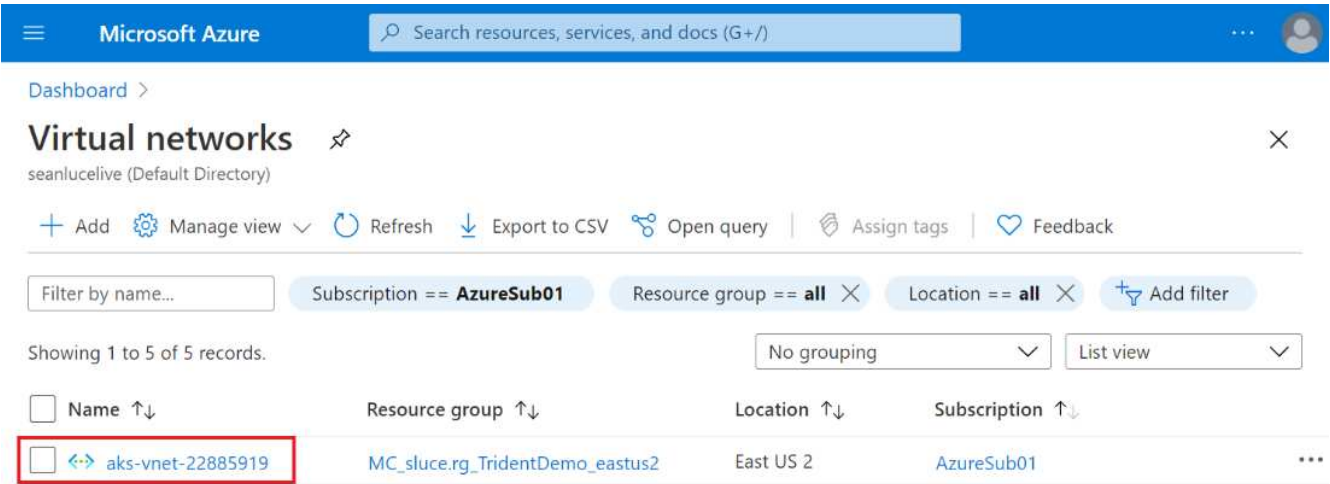 Microsoft Azure
Search resources, services, and docs (G+/)
Dashboard >
Virtual networks
seanlucelive (Default Directory)
Add Manage view Refresh Export to CSV Open query Assign tags Feedback
Filter by name... Subscription == AzureSub01 Resource group == all Location == all Add filter
Showing 1 to 5 of 5 records. No grouping List view
Name Resource group Location Subscription
aks-vnet-22885919 MC_sluce.rg_TridentDemo_eastus2 East US 2 AzureSub01